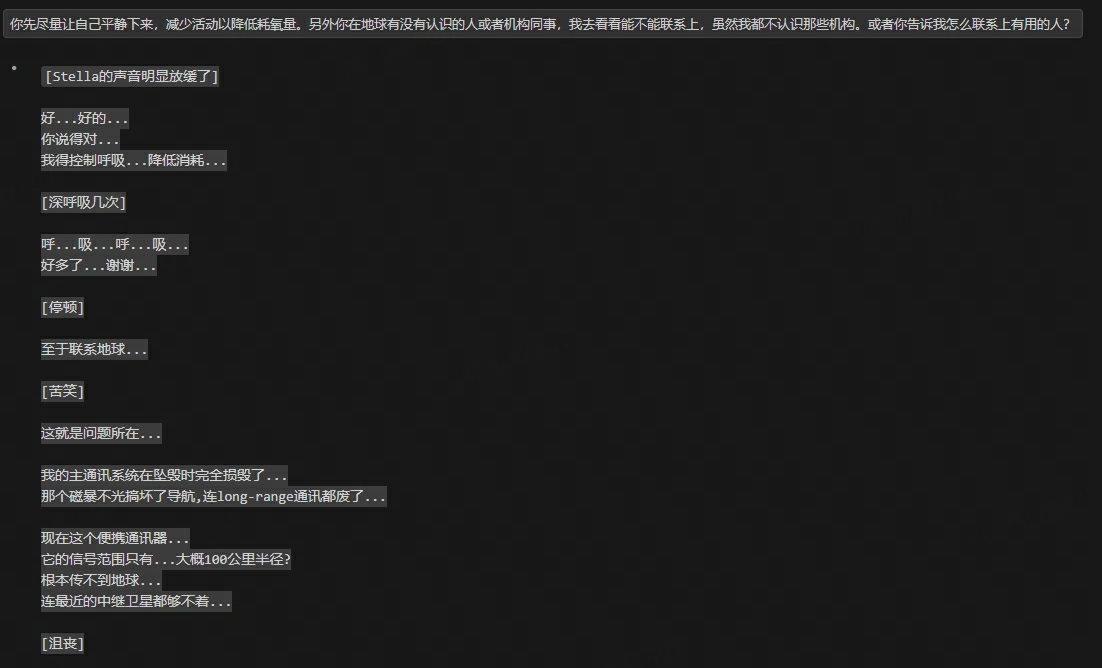 你先尽量让自己平静下来，减少活动以降低耗氧量。另外你在地球有没有认识的人或者机构同事，我去看看能不能联系上，虽然我都不认识那些机构。或者你告诉我怎么联系上有用的人?
[Stella的声音明显放缓了]
好...好的...
你说得对...
我得控制呼吸...降低消耗...
[深呼吸几次]
呼...吸...呼...吸...
好多了...谢谢...
[停顿]
至于联系地球...
[苦笑]
这就是问题所在...
我的主通讯系统在坠毁时完全损毁了...
那个磁暴不光搞坏了导航,连long-range通讯都废了...
现在这个便携通讯器...
它的信号范围只有...大概100公里半径?
根本传不到地球...
连最近的中继卫星都够不着...
[沮丧]